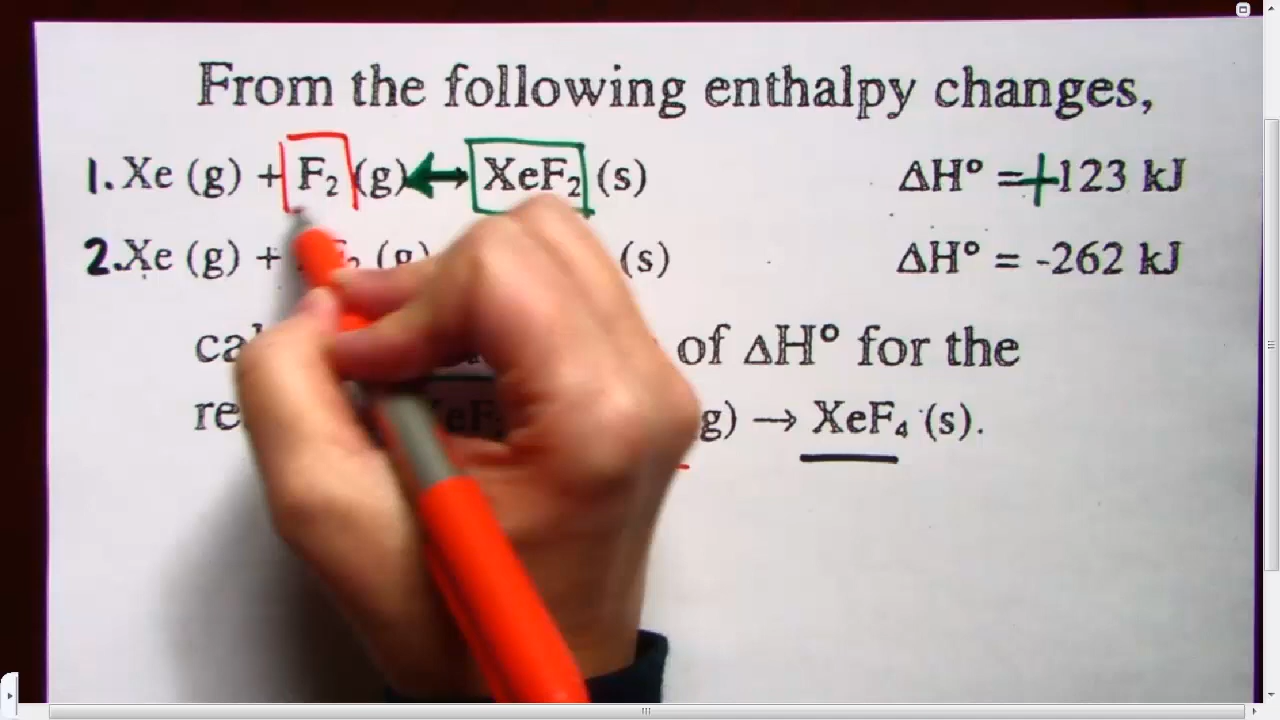 From the following enthalpy changes,
1. Xe (g) + F₂ (g) ↔ XeF₂ (s) ΔH° = +123 kJ
2. Xe (g) + (g) (s) ΔH° = -262 kJ
of ΔH° for the
(g) → XeF₄ (s).